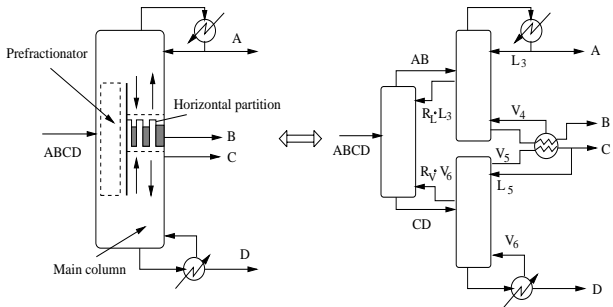 Prefractionator
A
Horizontal partition
B
C
ABCD
D
Main column
AB
L3
A
RL·L3
V4
B
V5
C
ABCD
RV·V6
L5
CD
V6
D